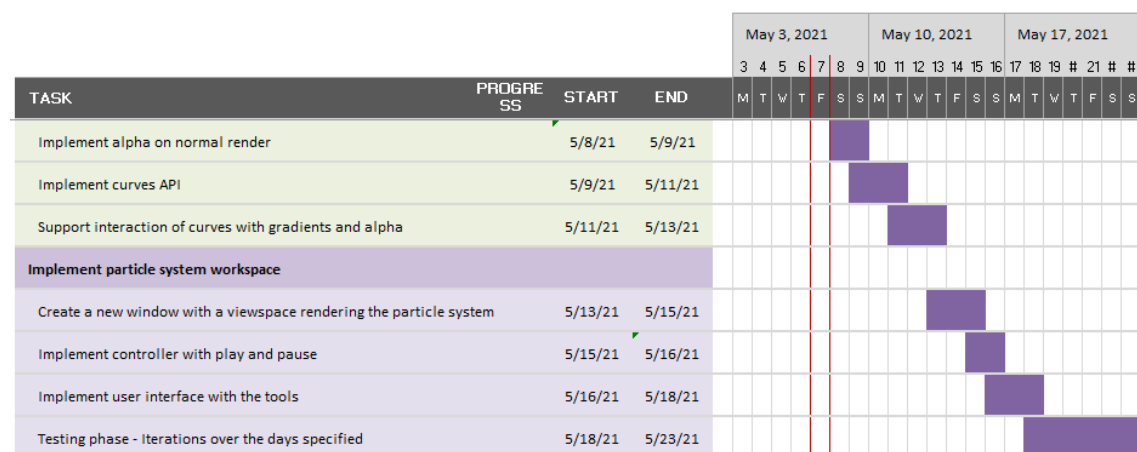 May 3, 2021 May 10, 2021 May 17, 2021
3 4 5 6 7 8 9 10 11 12 13 14 15 16 17 18 19 # 21 # #
TASK PROGRE SS START END M T W T F S S M T W T F S S M T W T F S S
Implement alpha on normal render 5/8/21 5/9/21
Implement curves API 5/9/21 5/11/21
Support interaction of curves with gradients and alpha 5/11/21 5/13/21
Implement particle system workspace
Create a new window with a viewspace rendering the particle system 5/13/21 5/15/21
Implement controller with play and pause 5/15/21 5/16/21
Implement user interface with the tools 5/16/21 5/18/21
Testing phase - Iterations over the days specified 5/18/21 5/23/21